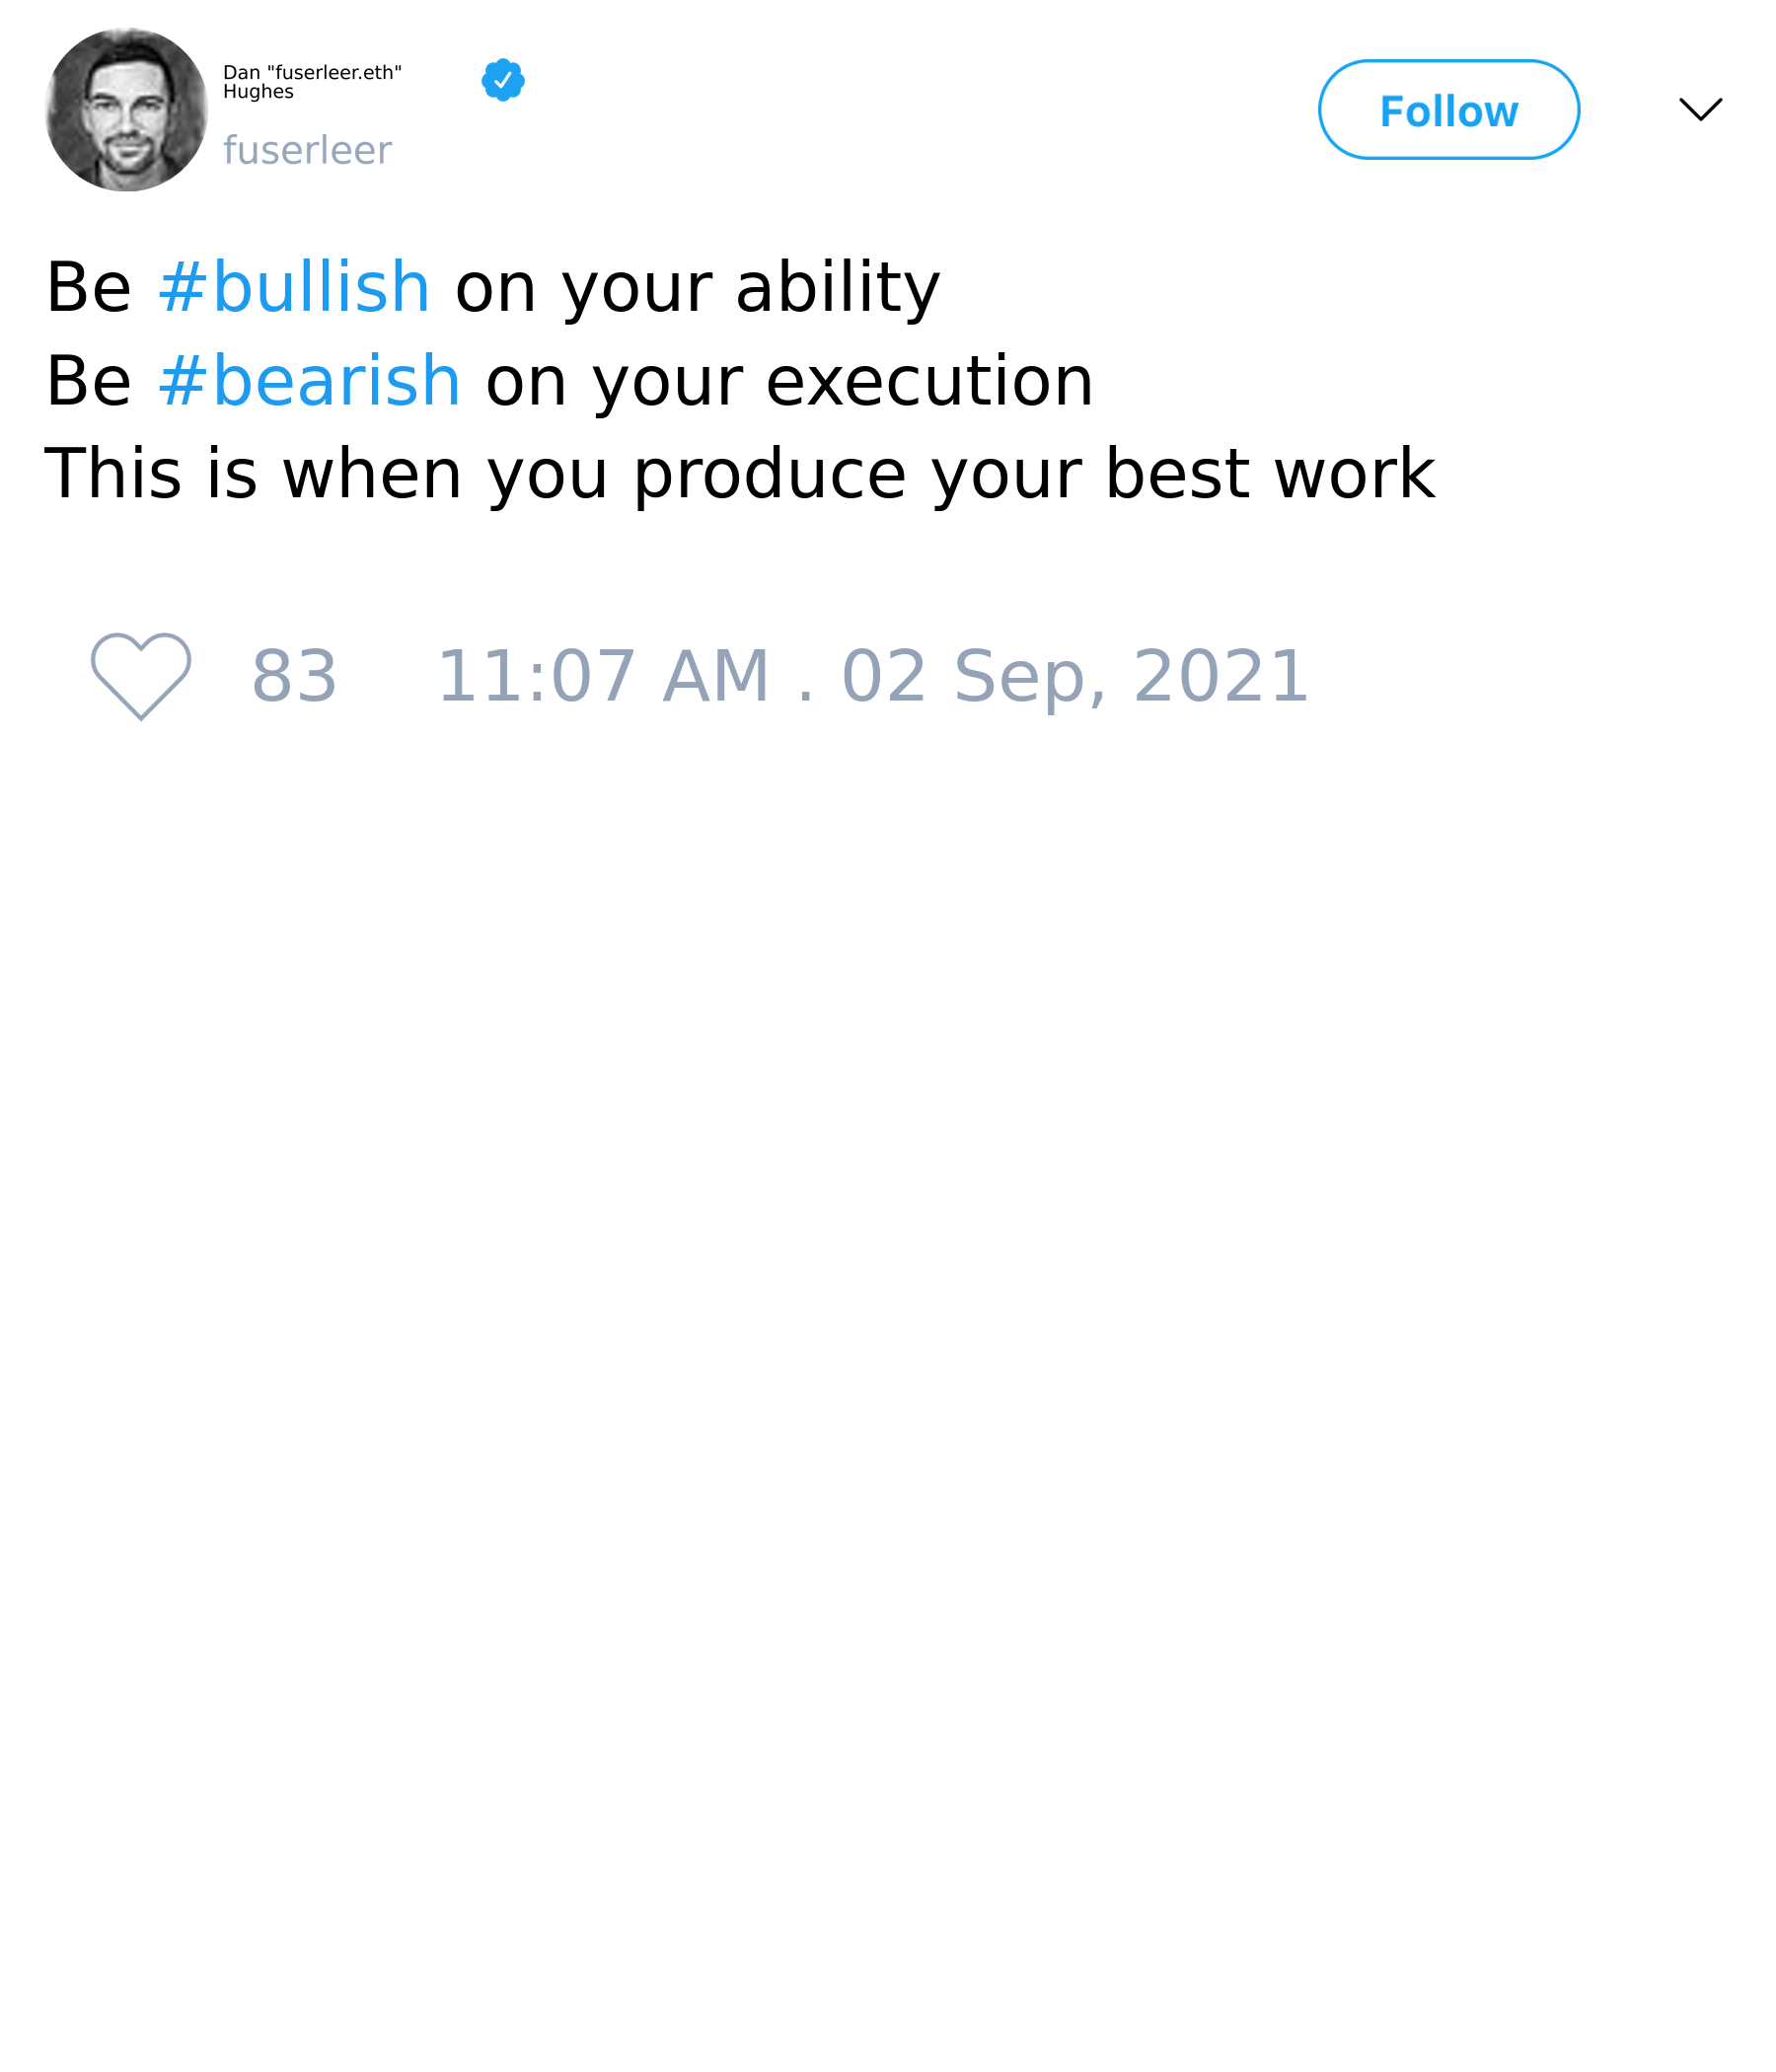 Dan "fuserleer.eth"
Hughes
fuserleer
Follow
Be #bullish on your ability
Be #bearish on your execution
This is when you produce your best work
83 11:07 AM . 02 Sep, 2021